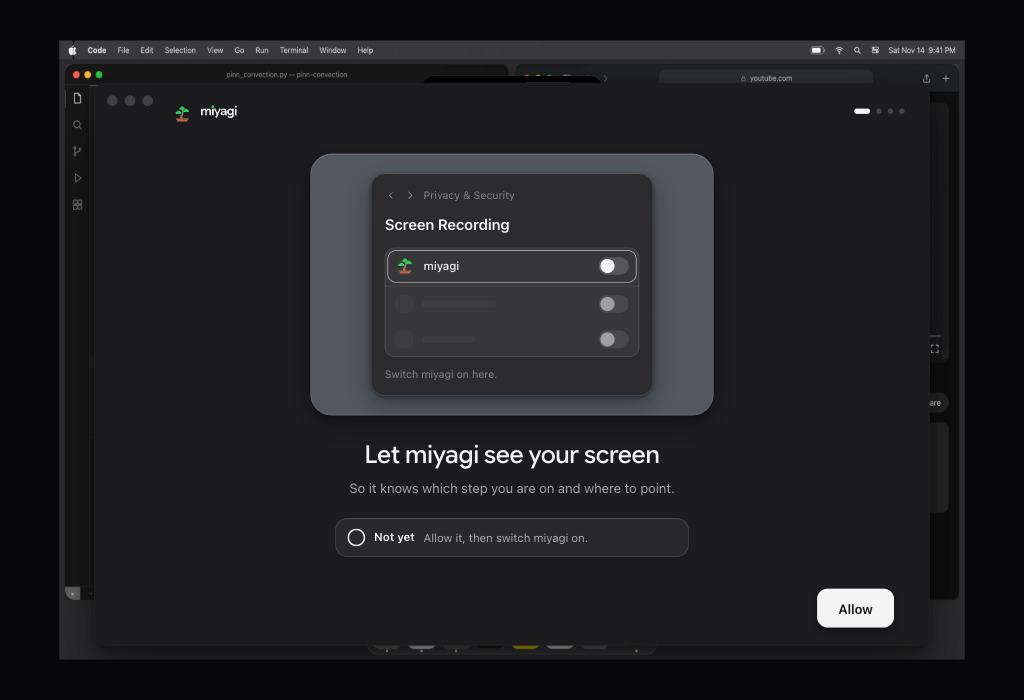 Code File Edit Selection View Go Run Terminal Window Help Sat Nov 14 9:41 PM
pinn_convection.py — pinn-convection
youtube.com
miyagi
Privacy & Security
Screen Recording
miyagi
Switch miyagi on here.
are
Let miyagi see your screen
So it knows which step you are on and where to point.
Not yet Allow it, then switch miyagi on.
Allow